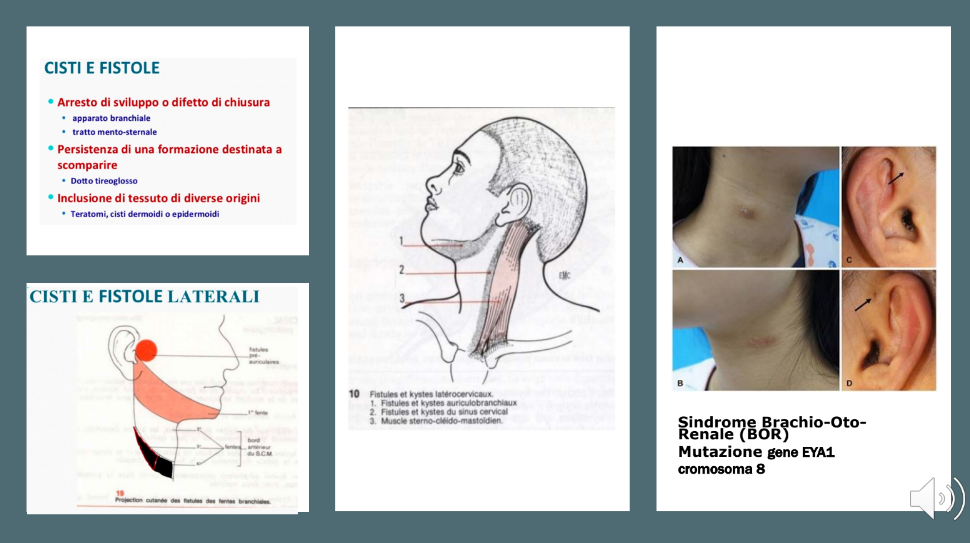 CISTI E FISTOLE
Arresto di sviluppo o difetto di chiusura
apparato branchiale
tratto mento-sternale
Persistenza di una formazione destinata a
scomparire
Dotto tireoglosso
Inclusione di tessuto di diverse origini
Teratomi, cisti dermoidi o epidermoidi
CISTI E FISTOLE LATERALI
fistules
pré-
auriculaires
1re fente
2e
3e
4e
fentes
bord
antérieur
du S.C.M.
Projection cutanée des fistules des fentes branchiales.
1
2
3
EMC
10 Fistules et kystes latérocervicaux.
1. Fistules et kystes auriculobranchiaux
2. Fistules et kystes du sinus cervical
3. Muscle sterno-cléido-mastoïdien.
A
C
B
D
Sindrome Brachio-Oto-
Renale (BOR)
Mutazione gene EYA1
cromosoma 8